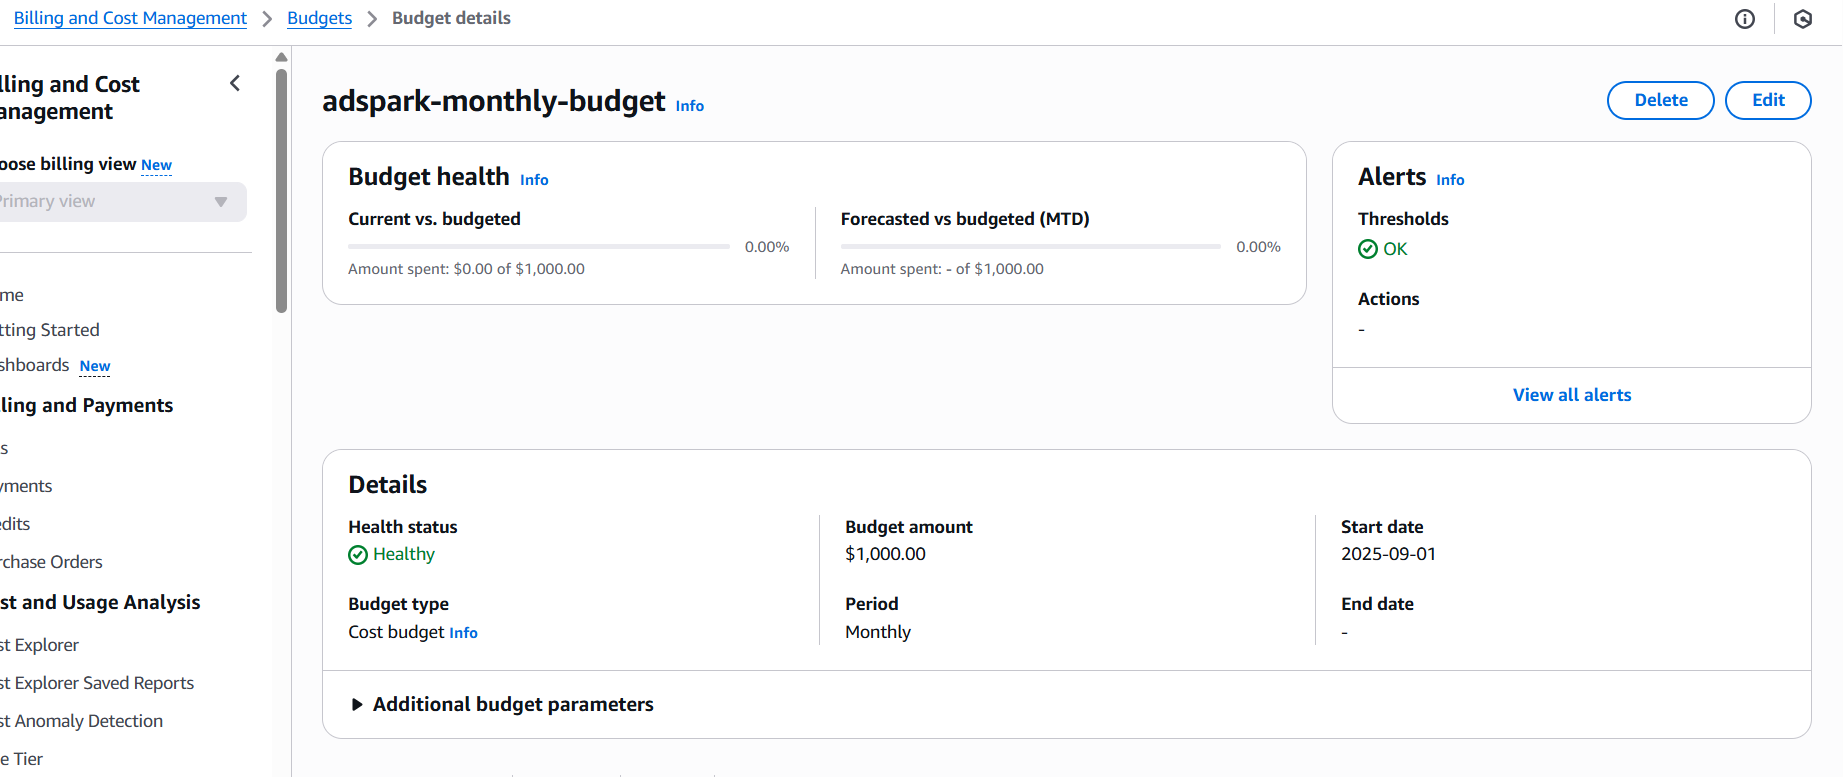 Billing and Cost Management > Budgets > Budget details
lling and Cost
anagement
oose billing view New
Primary view
me
tting Started
shboards New
lling and Payments
s
yments
edits
rchase Orders
st and Usage Analysis
st Explorer
st Explorer Saved Reports
st Anomaly Detection
e Tier
adspark-monthly-budget Info
Delete
Edit
Budget health Info
Current vs. budgeted
0.00%
Amount spent: $0.00 of $1,000.00
Forecasted vs budgeted (MTD)
0.00%
Amount spent: - of $1,000.00
Alerts Info
Thresholds
OK
Actions
-
View all alerts
Details
Health status
Healthy
Budget type
Cost budget Info
Budget amount
$1,000.00
Period
Monthly
Start date
2025-09-01
End date
-
Additional budget parameters